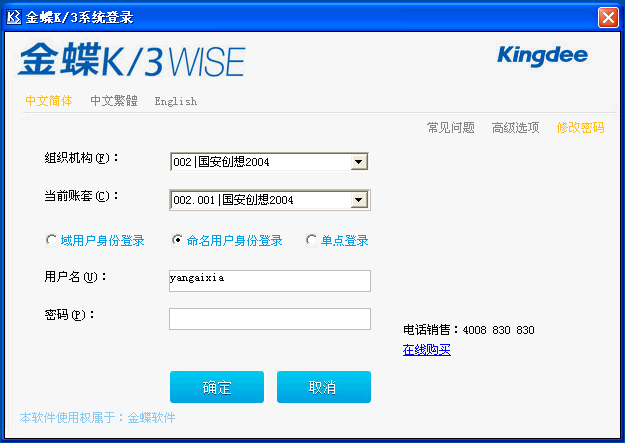 金蝶K/3系统登录
金蝶K/3 WISE
Kingdee
中文简体 中文繁體 English
常见问题 高级选项 修改密码
组织机构(F)：
002|国安创想2004
当前账套(C)：
002.001|国安创想2004
域用户身份登录 命名用户身份登录 单点登录
用户名(U)：
yangaixia
密码(P)：
电话销售：4008 830 830
在线购买
确定 取消
本软件使用权属于：金蝶软件